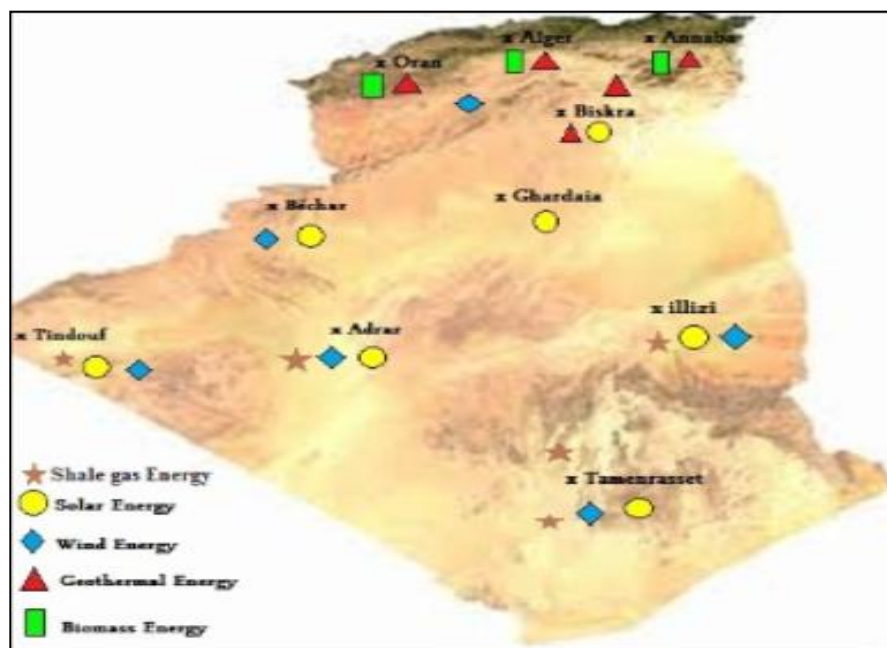 x Alger
x Annaba
x Oran
x Biskra
x Ghardaia
x Béchar
x illizi
x Tindouf
x Adrar
x Tamenrasset
Shale gas Energy
Solar Energy
Wind Energy
Geothermal Energy
Biomass Energy